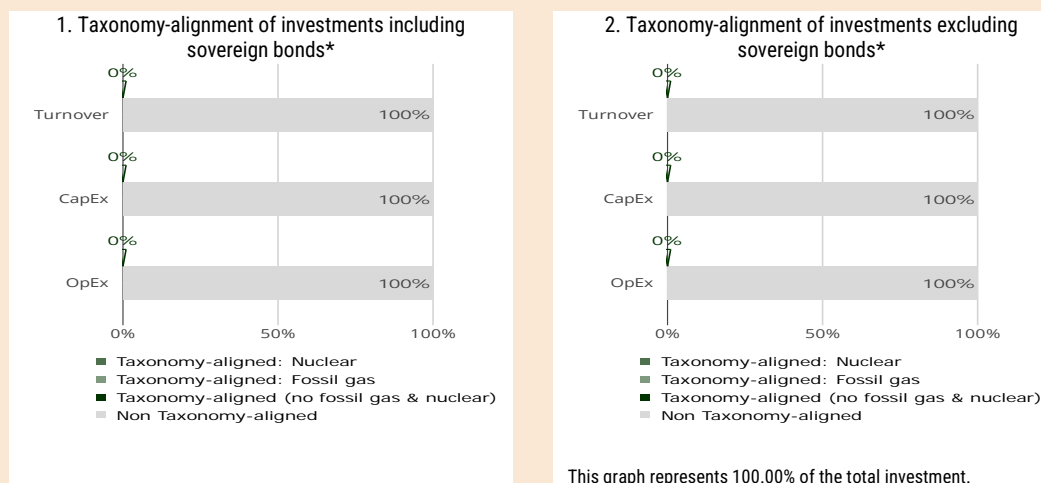 1. Taxonomy-alignment of investments including
sovereign bonds*
0%
Turnover
100%
0%
CapEx
100%
0%
OpEx
100%
0%
50%
100%
Taxonomy-aligned: Nuclear
Taxonomy-aligned: Fossil gas
Taxonomy-aligned (no fossil gas & nuclear)
Non Taxonomy-aligned
2. Taxonomy-alignment of investments excluding
sovereign bonds*
0%
Turnover
100%
0%
CapEx
100%
0%
OpEx
100%
0%
50%
100%
Taxonomy-aligned: Nuclear
Taxonomy-aligned: Fossil gas
Taxonomy-aligned (no fossil gas & nuclear)
Non Taxonomy-aligned
This graph represents 100.00% of the total investment.